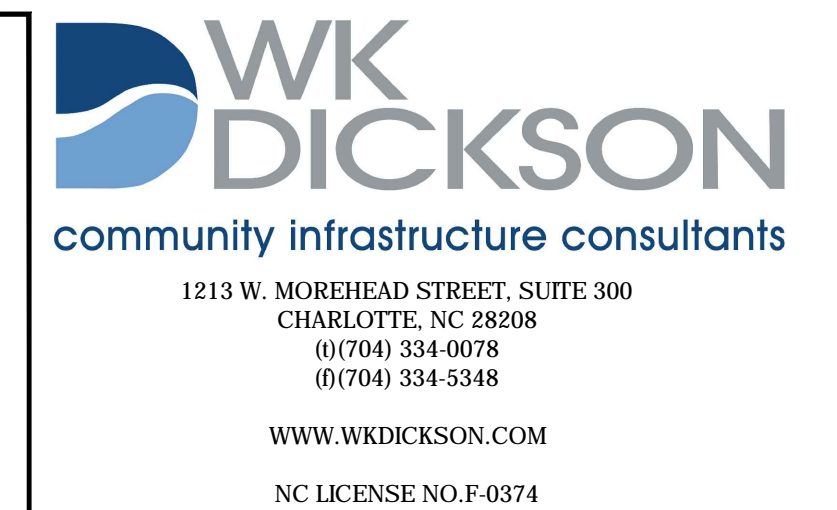 WK
DICKSON
community infrastructure consultants
1213 W. MOREHEAD STREET, SUITE 300
CHARLOTTE, NC 28208
(t)(704) 334-0078
(f)(704) 334-5348
WWW.WKDICKSON.COM
NC LICENSE NO.F-0374